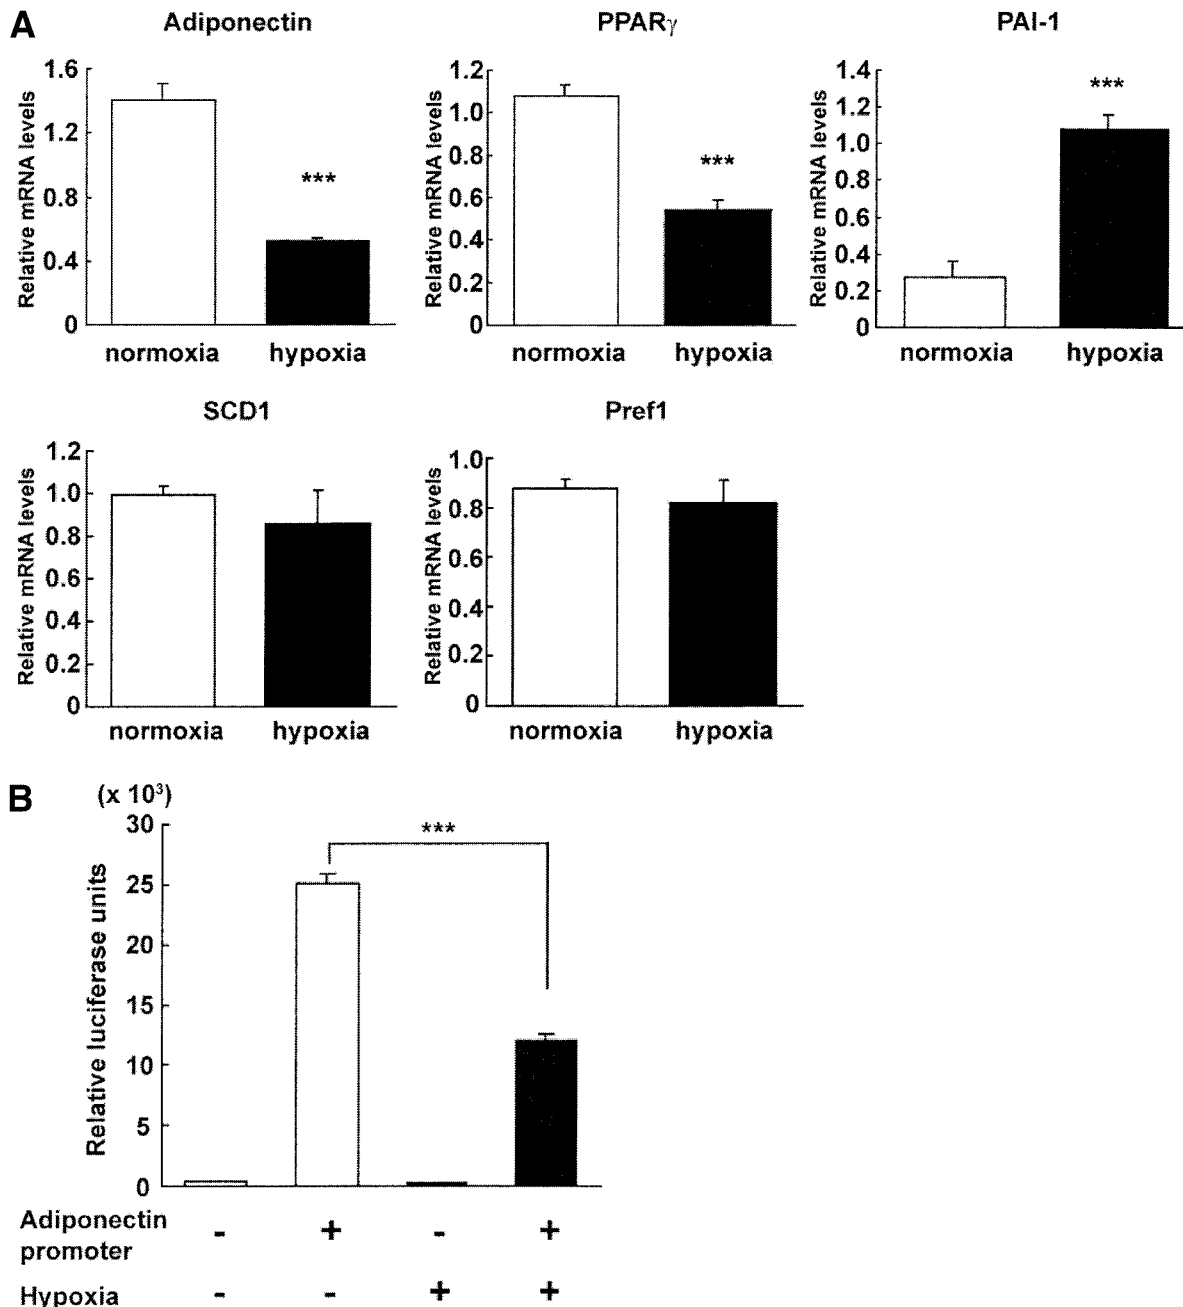 A
Adiponectin
PPARγ
PAI-1
Relative mRNA levels
1.6
1.2
0.8
0.4
0
***
normoxia
hypoxia
Relative mRNA levels
1.2
1.0
0.8
0.6
0.4
0.2
0
***
normoxia
hypoxia
Relative mRNA levels
1.4
1.2
1.0
0.8
0.6
0.4
0.2
0
***
normoxia
hypoxia
SCD1
Pref1
Relative mRNA levels
1.2
1.0
0.8
0.6
0.4
0.2
0
normoxia
hypoxia
Relative mRNA levels
1.0
0.8
0.6
0.4
0.2
0
normoxia
hypoxia
B
(x 10³)
Relative luciferase units
30
25
20
15
10
5
0
***
Adiponectin
promoter
- + - +
Hypoxia - - + +